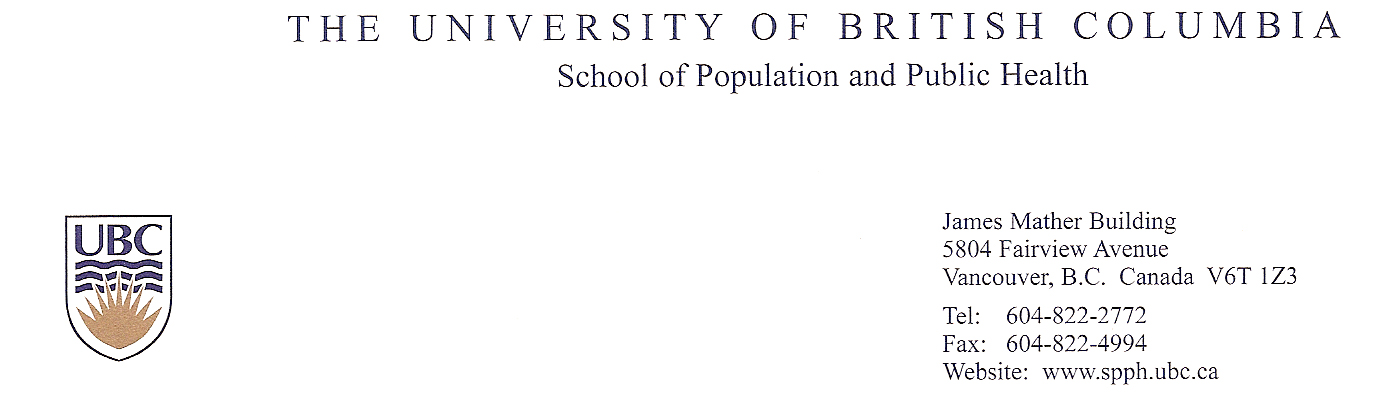 THE UNIVERSITY OF BRITISH COLUMBIA
School of Population and Public Health
UBC
James Mather Building
5804 Fairview Avenue
Vancouver, B.C. Canada V6T 1Z3
Tel: 604-822-2772
Fax: 604-822-4994
Website: www.spph.ubc.ca